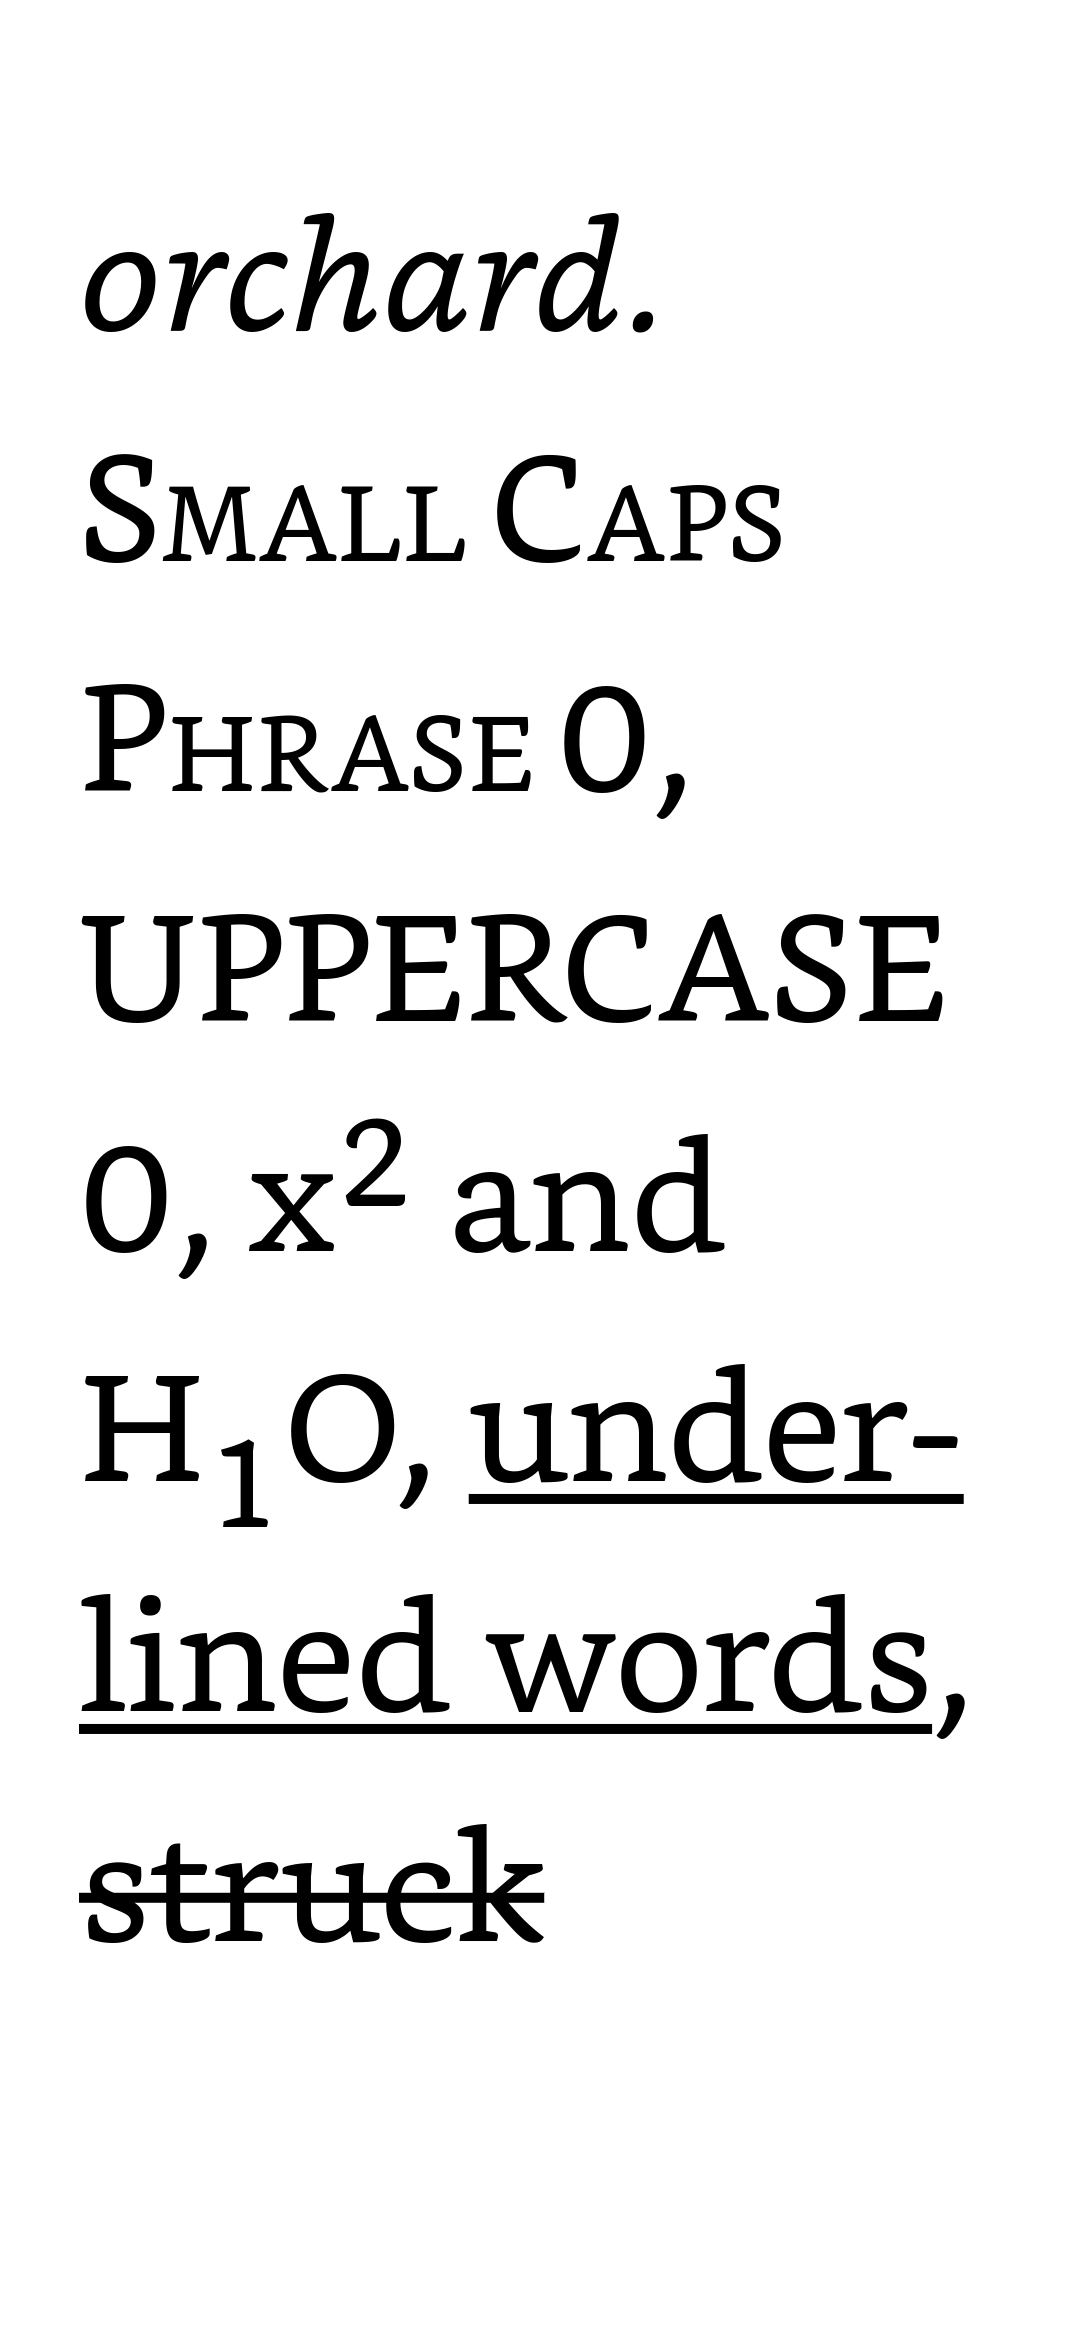 orchard.
Small Caps
Phrase 0,
UPPERCASE
0, x² and
H₁O, under-
lined words,
struck